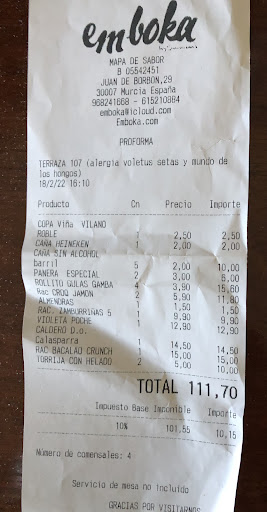 emboka
MAPA DE SABOR
B 05542451
JUAN DE BORBON,29
30007 Murcia España
968241668 - 615210884
emboka@icloud.com
Emboka.com
PROFORMA
TERRAZA 107 (alergia voletus setas y mundo de
los hongos)
18/2/22 16:10
Producto Cn Precio Importe
COPA Viña VILANO
ROBLE 1 2,50 2,50
CAÑA HEINEKEN 1 2,00 2,00
CAÑA SIN ALCOHOL
barril 5 2,00 10,00
PANERA ESPECIAL 2 3,00 6,00
ROLLITO GULAS GAMBA 4 3,90 15,60
Rac CROQ JAMON 2 5,90 11,80
ALMENDRAS 1 1,50 1,50
RAC. ZAMBURIÑAS 5 1 9,90 9,90
VIOLETA POCHE 1 12,90 12,90
CALDERO D.o.
Calasparra 1 14,50 14,50
RAC BACALAO CRUNCH 1 15,00 15,00
TORRIJA CON HELADO 2 5,00 10,00
TOTAL 111,70
Impuesto Base Imponible Importe
10% 101,55 10,15
Número de comensales: 4
Servicio de mesa no incluido
GRACIAS POR VISITARNOS